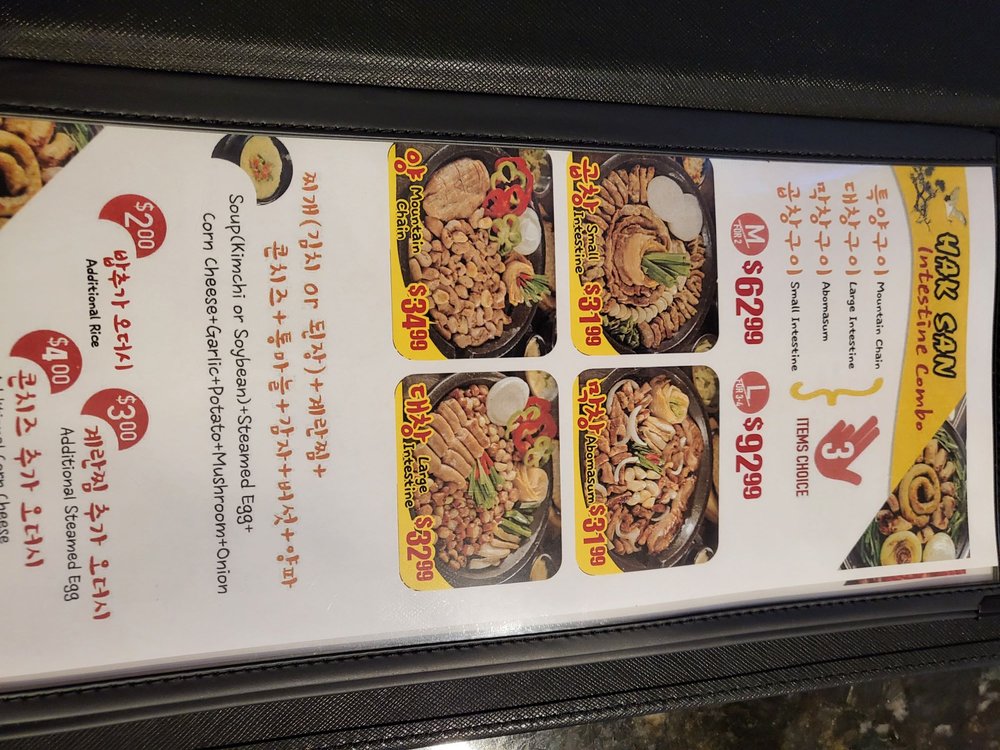 HAK SAN
Intestine Combo
특양구이 Mountain Chain
대창구이 Large Intestine
막창구이 Abomasum
곱창구이 Small Intestine
3
ITEMS CHOICE
M FOR 2 $62.99
L FOR 3-4 $92.99
곱창 Small Intestine $31.99
막창 Abomasum $31.99
양 Mountain Chain $34.99
대창 Large Intestine $32.99
찌개(김치 or 된장)+계란찜+
콘치즈+통마늘+감자+버섯+양파
Soup(Kimchi or Soybean)+Steamed Egg+
Corn Cheese+Garlic+Potato+Mushroom+Onion
$2.00 밥추가 오더시
Additional Rice
$3.00 계란찜 추가 오더시
Additional Steamed Egg
$4.00 콘치즈 추가 오더시
Corn Cheese